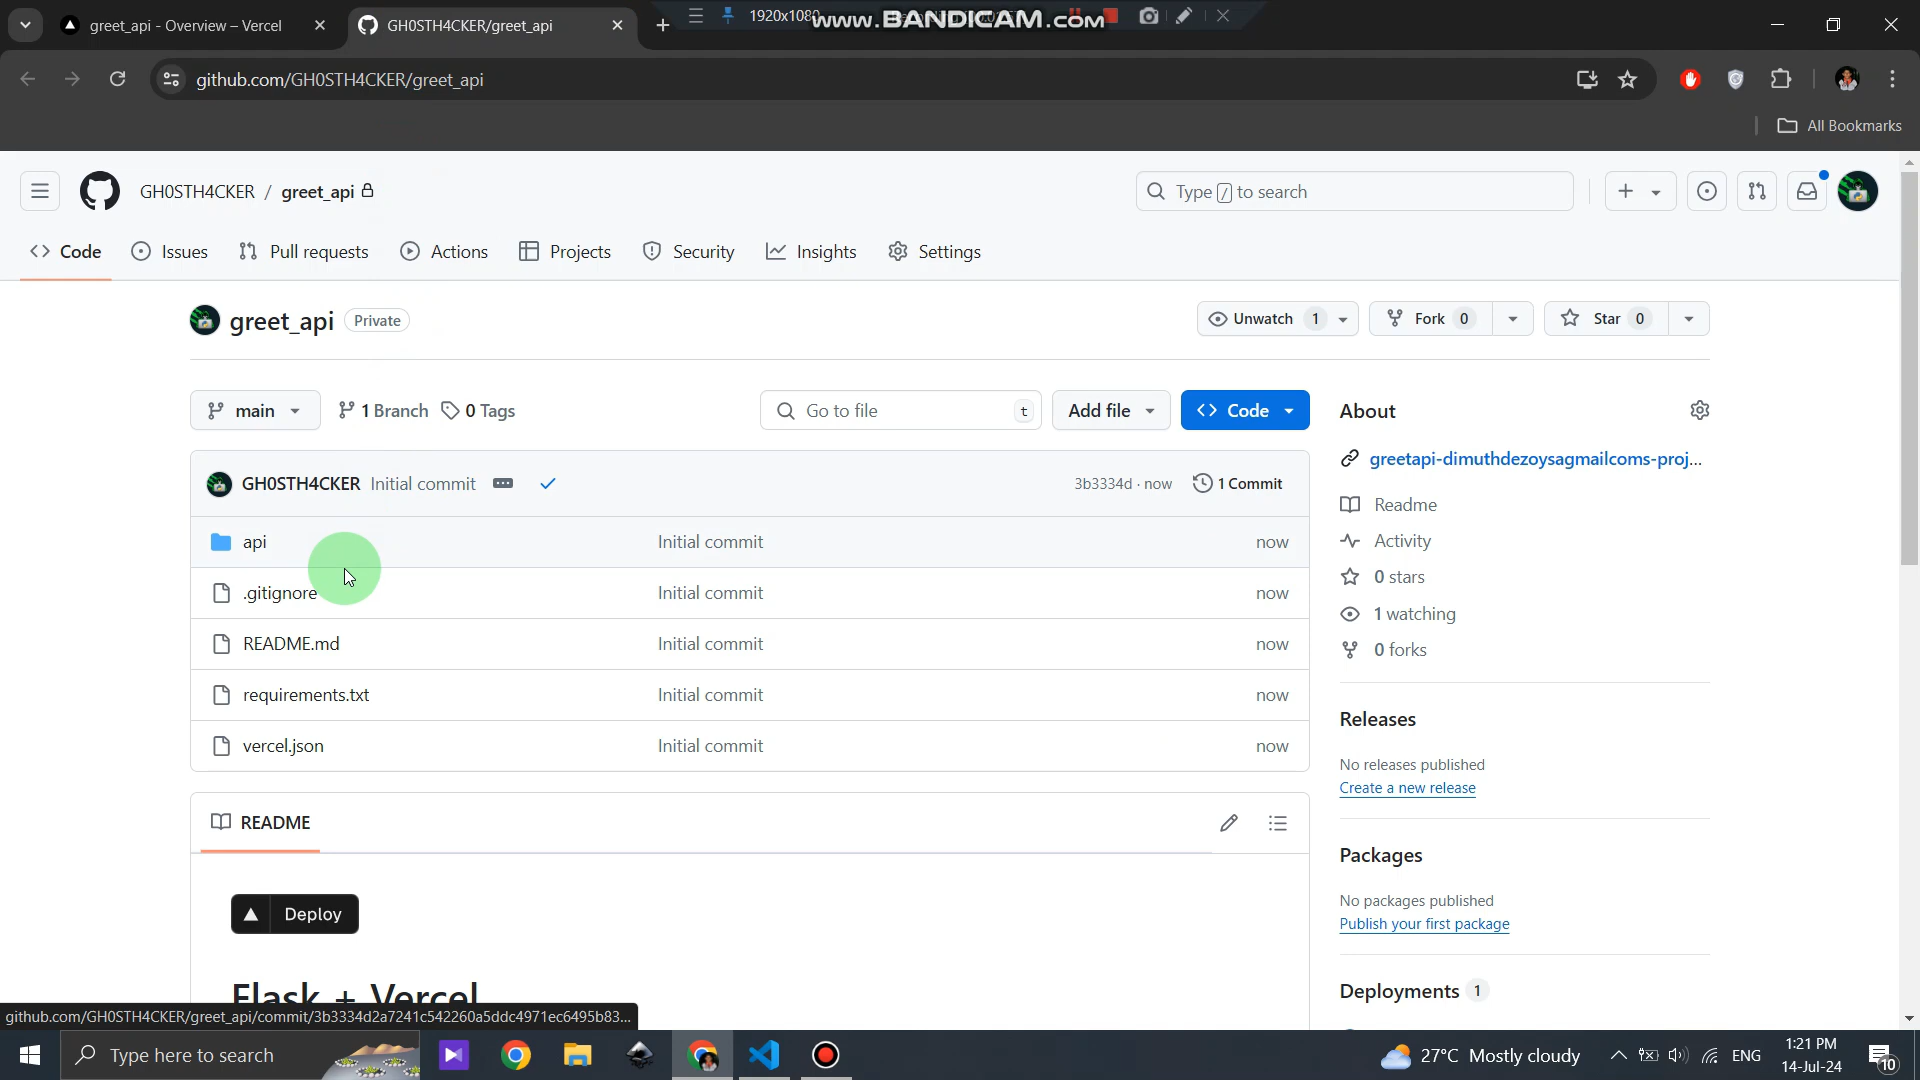 greet_api - Overview – Vercel
GH0STH4CKER/greet_api
1920x1080
www.BANDICAM.com
github.com/GH0STH4CKER/greet_api
All Bookmarks
GH0STH4CKER / greet_api
Type / to search
Code
Issues
Pull requests
Actions
Projects
Security
Insights
Settings
greet_api
Private
Unwatch 1
Fork 0
Star 0
main
1 Branch
0 Tags
Go to file
t
Add file
Code
GH0STH4CKER Initial commit
3b3334d · now
1 Commit
api Initial commit now
.gitignore Initial commit now
README.md Initial commit now
requirements.txt Initial commit now
vercel.json Initial commit now
README
Deploy
Flask + Vercel
About
greetapi-dimuthdezoysagmailcoms-proj...
Readme
Activity
0 stars
1 watching
0 forks
Releases
No releases published
Create a new release
Packages
No packages published
Publish your first package
Deployments 1
github.com/GH0STH4CKER/greet_api/commit/3b3334d2a7241c542260a5ddc4971ec6495b83...
Type here to search
27°C Mostly cloudy
ENG
1:21 PM
14-Jul-24
10